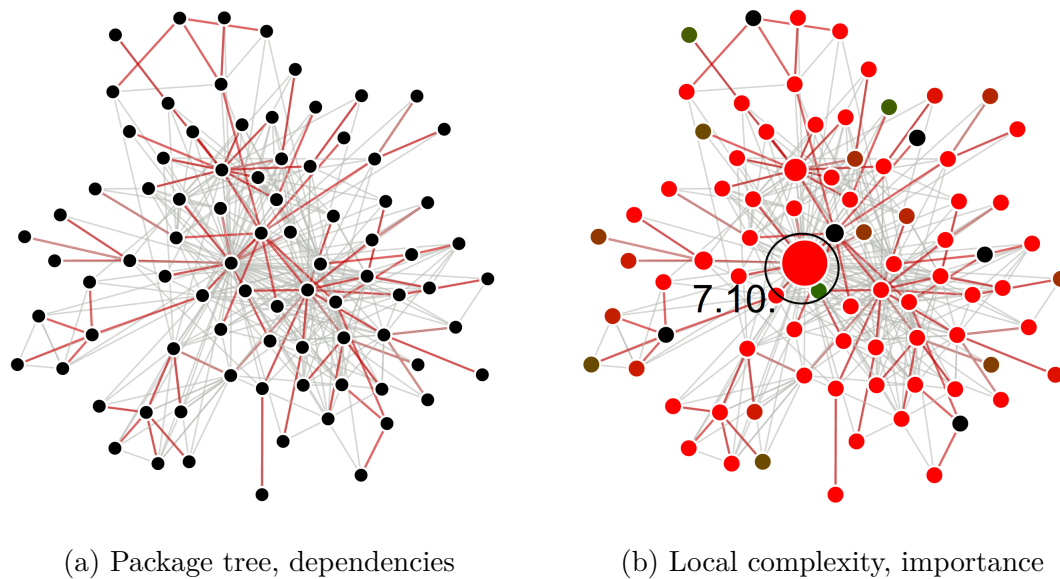 7.10.
(a) Package tree, dependencies
(b) Local complexity, importance